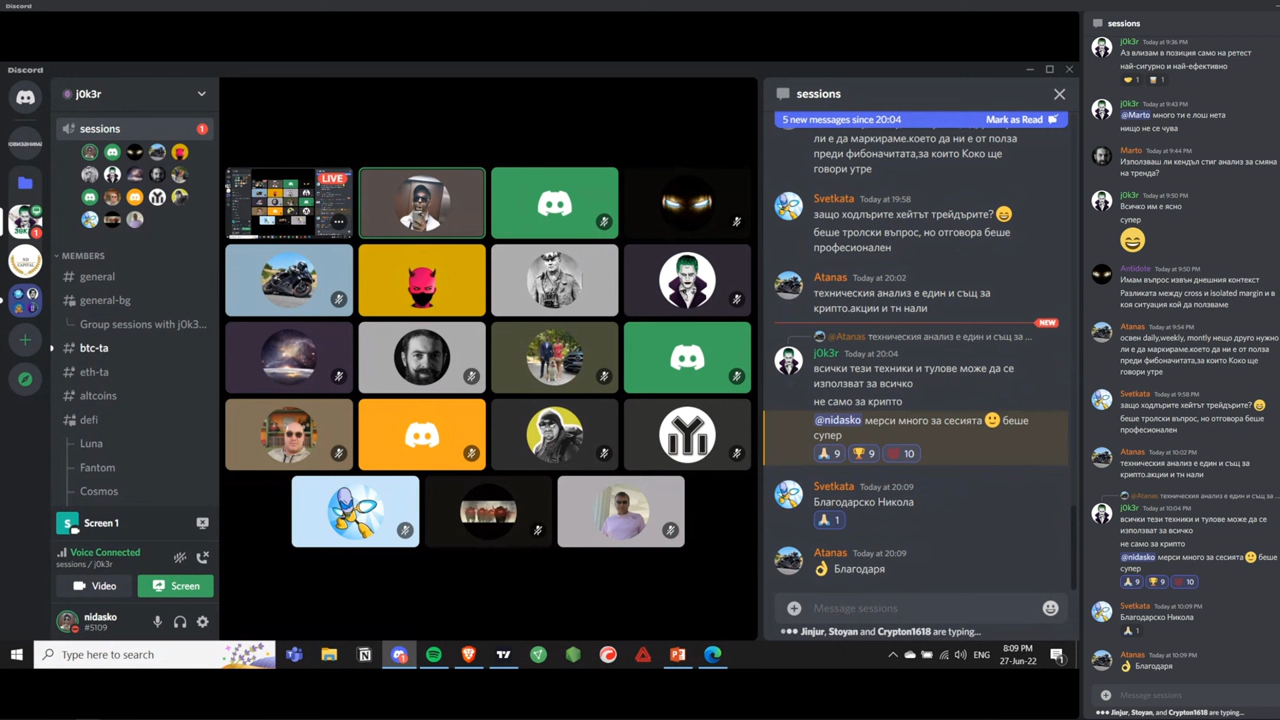 Discord
Discord
j0k3r
sessions
1
MEMBERS
general
general-bg
Group sessions with j0k3...
btc-ta
eth-ta
altcoins
defi
Luna
Fantom
Cosmos
Screen 1
Voice Connected
sessions / j0k3r
Video
Screen
nidasko
#5109
LIVE
sessions
5 new messages since 20:04
Mark as Read
ли е да маркираме.което да ни е от полза
преди фибоначитата,за които Коко ще
говори утре
Svetkata Today at 19:58
защо ходлърите хейтът трейдърите? 😄
беше тролски въпрос, но отговора беше
професионален
Atanas Today at 20:02
техническия анализ е един и същ за
крипто.акции и тн нали
NEW
@Atanas техническия анализ е един и същ за ...
j0k3r Today at 20:04
всички тези техники и тулове може да се
използват за всичко
не само за крипто
@nidasko мерси много за сесията 🙂 беше
супер
🙏 9 🏆 9 10
Svetkata Today at 20:09
Благодарско Никола
🙏 1
Atanas Today at 20:09
👌 Благодаря
Message sessions
Jinjur, Stoyan and Crypton1618 are typing...
Type here to search
ENG
8:09 PM
27-Jun-22
1
sessions
j0k3r Today at 9:36 PM
Аз влизам в позиция само на ретест
най-сигурно и най-ефективно
1 1
j0k3r Today at 9:43 PM
@Marto много ти е лош нета
нищо не се чува
Marto Today at 9:44 PM
Използваш ли кендъл стиг анализ за смяна
на тренда?
j0k3r Today at 9:50 PM
Всичко им е ясно
супер
😄
Antidote Today at 9:50 PM
Имам въпрос извън днешния контекст
Разликата между cross и isolated margin и в
коя ситуация кой да ползваме
Atanas Today at 9:54 PM
освен daily,weekly, montly нещо друго нужно
ли е да маркираме.което да ни е от полза
преди фибоначитата,за които Коко ще
говори утре
Svetkata Today at 9:58 PM
защо ходлърите хейтът трейдърите? 😄
беше тролски въпрос, но отговора беше
професионален
Atanas Today at 10:02 PM
техническия анализ е един и същ за
крипто.акции и тн нали
@Atanas техническия анализ е един и същ за...
j0k3r Today at 10:04 PM
всички тези техники и тулове може да се
използват за всичко
не само за крипто
@nidasko мерси много за сесията 🙂 беше
супер
🙏 9 🏆 9 10
Svetkata Today at 10:09 PM
Благодарско Никола
🙏 1
Atanas Today at 10:09 PM
👌 Благодаря
Message sessions
Jinjur, Stoyan, and Crypton1618 are typing...